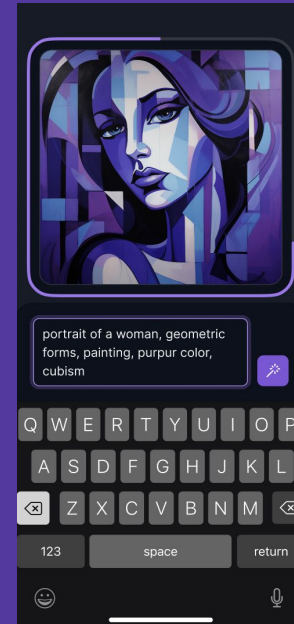 portrait of a woman, geometric
forms, painting, purpur color,
cubism
Q W E R T Y U I O P
A S D F G H J K L
Z X C V B N M
123 space return